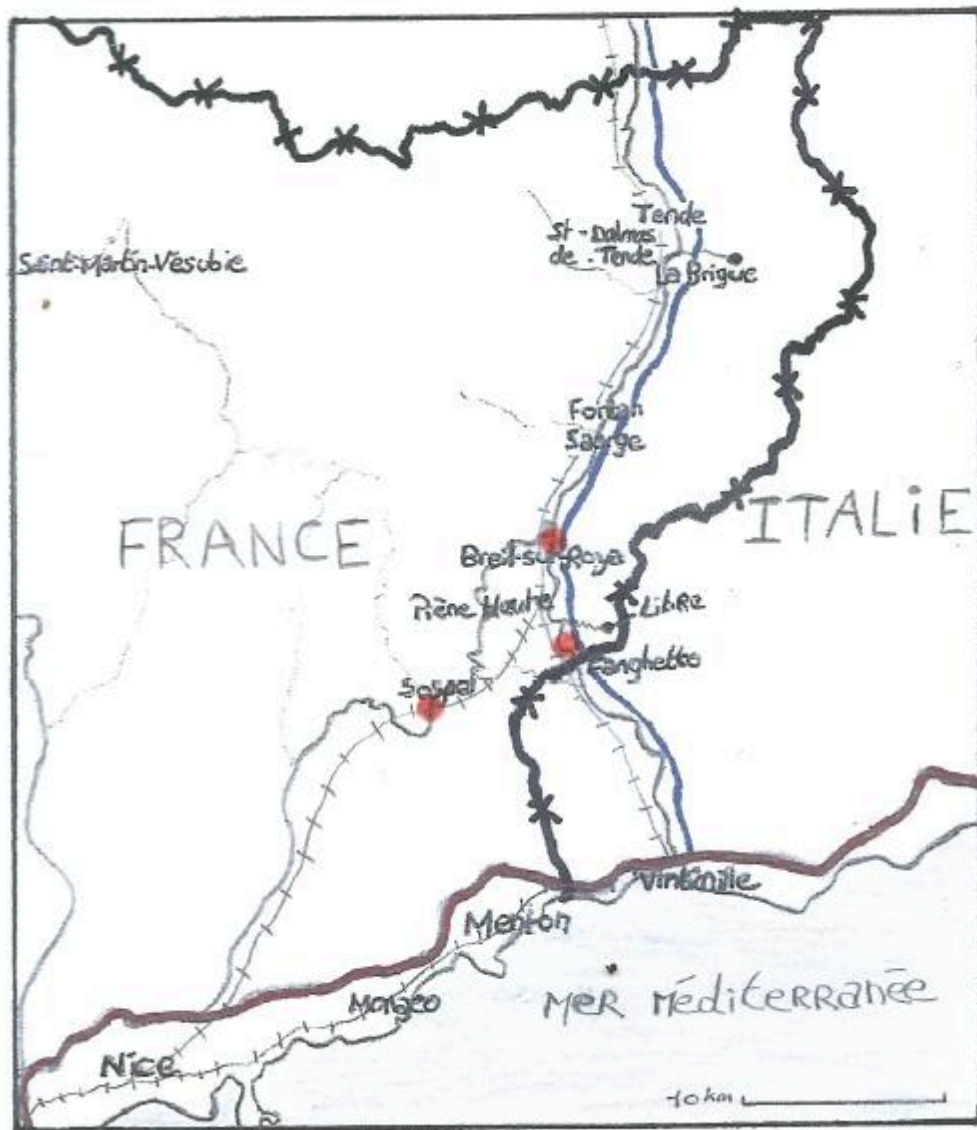 Tende
St-Dalmas
de-Tende
La Brigue
Saint-Martin-Vésubie
Fontan
Saorge
FRANCE
ITALIE
Breil-sur-Roya
Piène Haute
Libre
Fanghetto
Sospel
Vintimille
Menton
Monaco
MER MÉDITERRANÉE
Nice
10 km